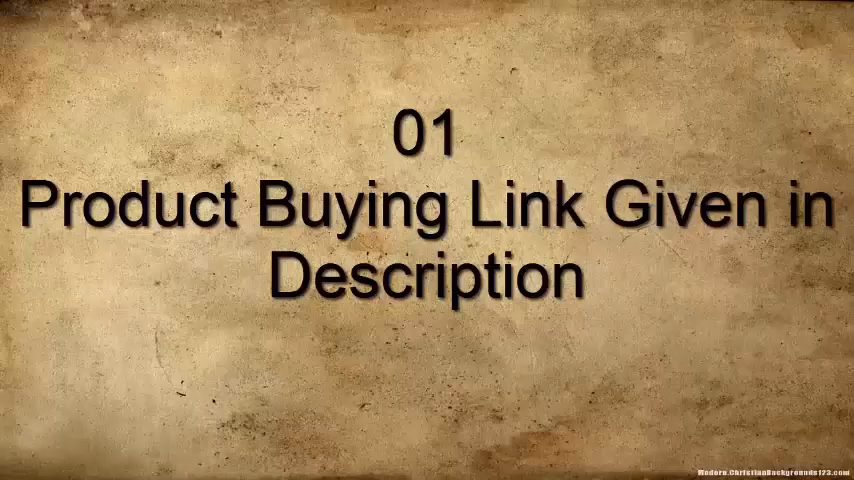 01
Product Buying Link Given in
Description
Modern.ChristianBackgrounds123.com